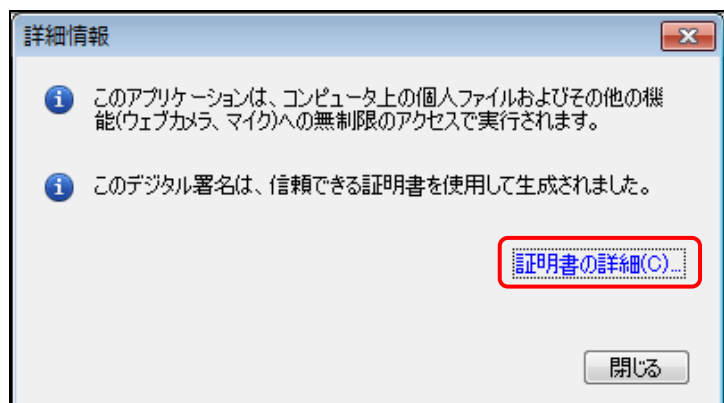 詳細情報
このアプリケーションは、コンピュータ上の個人ファイルおよびその他の機
能(ウェブカメラ、マイク)への無制限のアクセスで実行されます。
このデジタル署名は、信頼できる証明書を使用して生成されました。
証明書の詳細(C)...
閉じる